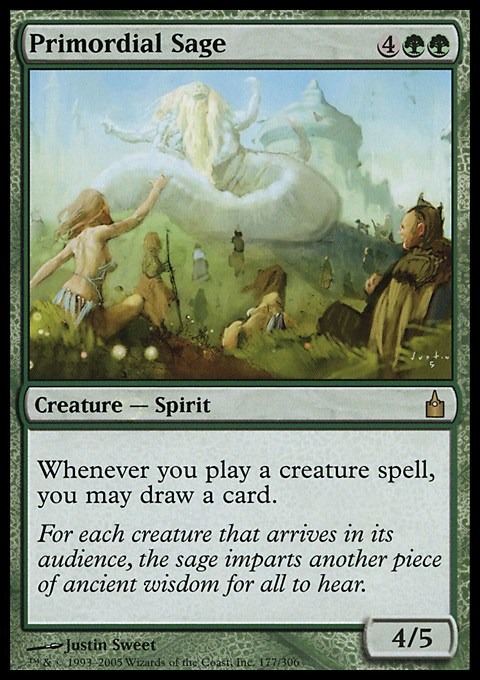 Primordial Sage 4
Justin
5
Creature — Spirit
Whenever you play a creature spell,
you may draw a card.
For each creature that arrives in its
audience, the sage imparts another piece
of ancient wisdom for all to hear.
Justin Sweet
4/5
™ & © 1993–2005 Wizards of the Coast, Inc. 177/306